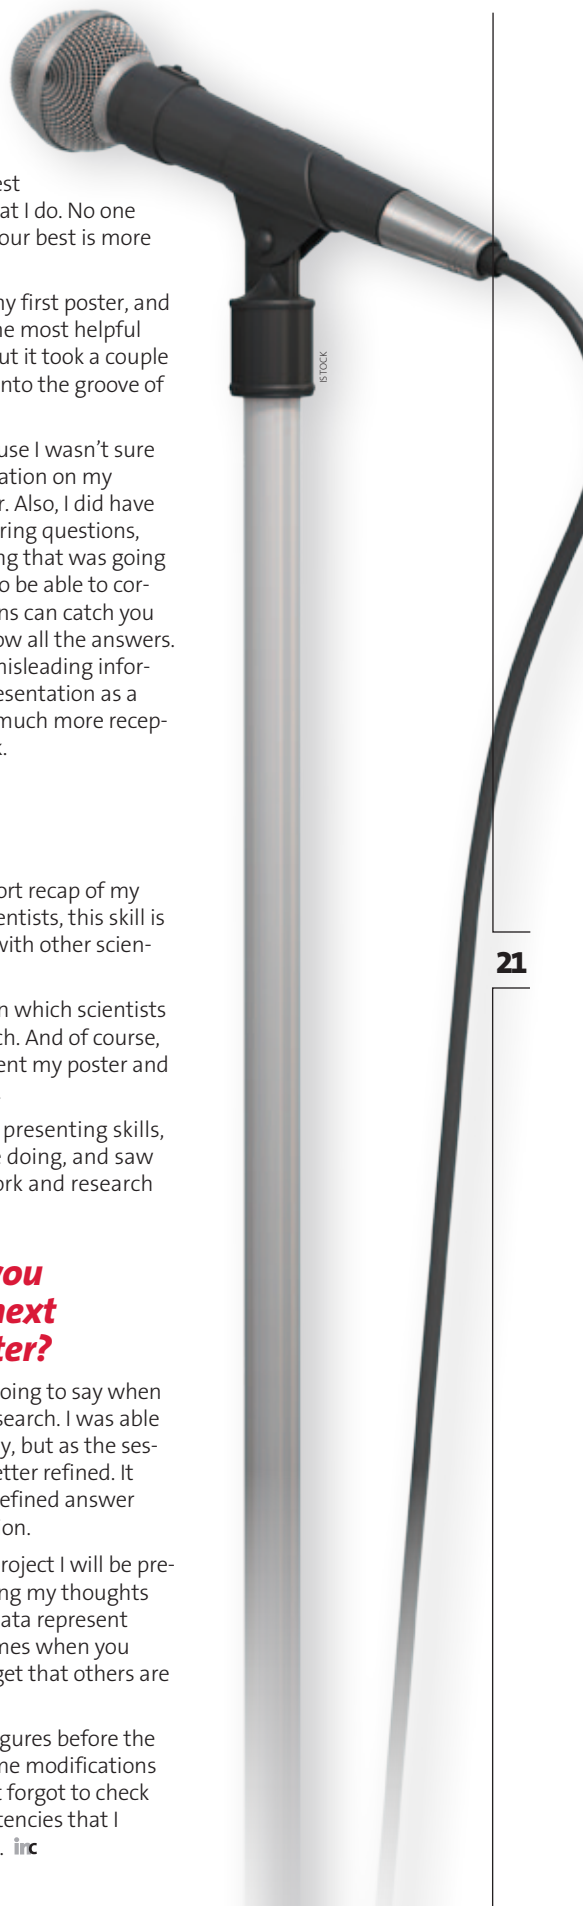 est
at I do. No one
our best is more
ny first poster, and
ne most helpful
ut it took a couple
nto the groove of
ISTOCK
use I wasn’t sure
ation on my
r. Also, I did have
ring questions,
ng that was going
o be able to cor-
ns can catch you
ow all the answers.
nisleading infor-
esentation as a
much more recep-
k.
ort recap of my
entists, this skill is
with other scien-
21
n which scientists
ch. And of course,
ent my poster and
presenting skills,
e doing, and saw
ork and research
you
next
ter?
oing to say when
search. I was able
y, but as the ses-
etter refined. It
efined answer
on.
roject I will be pre-
ng my thoughts
ata represent
mes when you
get that others are
gures before the
me modifications
t forgot to check
tencies that I
. inc